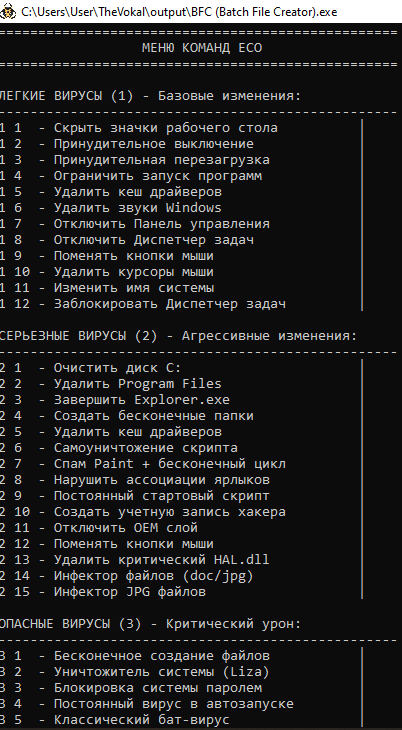 C:\Users\User\TheVokal\output\BFC (Batch File Creator).exe
МЕНЮ КОМАНД ECO
ЛЕГКИЕ ВИРУСЫ (1) - Базовые изменения:
1 1 - Скрыть значки рабочего стола
1 2 - Принудительное выключение
1 3 - Принудительная перезагрузка
1 4 - Ограничить запуск программ
1 5 - Удалить кеш драйверов
1 6 - Удалить звуки Windows
1 7 - Отключить Панель управления
1 8 - Отключить Диспетчер задач
1 9 - Поменять кнопки мыши
1 10 - Удалить курсоры мыши
1 11 - Изменить имя системы
1 12 - Заблокировать Диспетчер задач
СЕРЬЕЗНЫЕ ВИРУСЫ (2) - Агрессивные изменения:
2 1 - Очистить диск C:
2 2 - Удалить Program Files
2 3 - Завершить Explorer.exe
2 4 - Создать бесконечные папки
2 5 - Удалить кеш драйверов
2 6 - Самоуничтожение скрипта
2 7 - Спам Paint + бесконечный цикл
2 8 - Нарушить ассоциации ярлыков
2 9 - Постоянный стартовый скрипт
2 10 - Создать учетную запись хакера
2 11 - Отключить OEM слой
2 12 - Поменять кнопки мыши
2 13 - Удалить критический HAL.dll
2 14 - Инфектор файлов (doc/jpg)
2 15 - Инфектор JPG файлов
ОПАСНЫЕ ВИРУСЫ (3) - Критический урон:
3 1 - Бесконечное создание файлов
3 2 - Уничтожитель системы (Liza)
3 3 - Блокировка системы паролем
3 4 - Постоянный вирус в автозапуске
3 5 - Классический бат-вирус